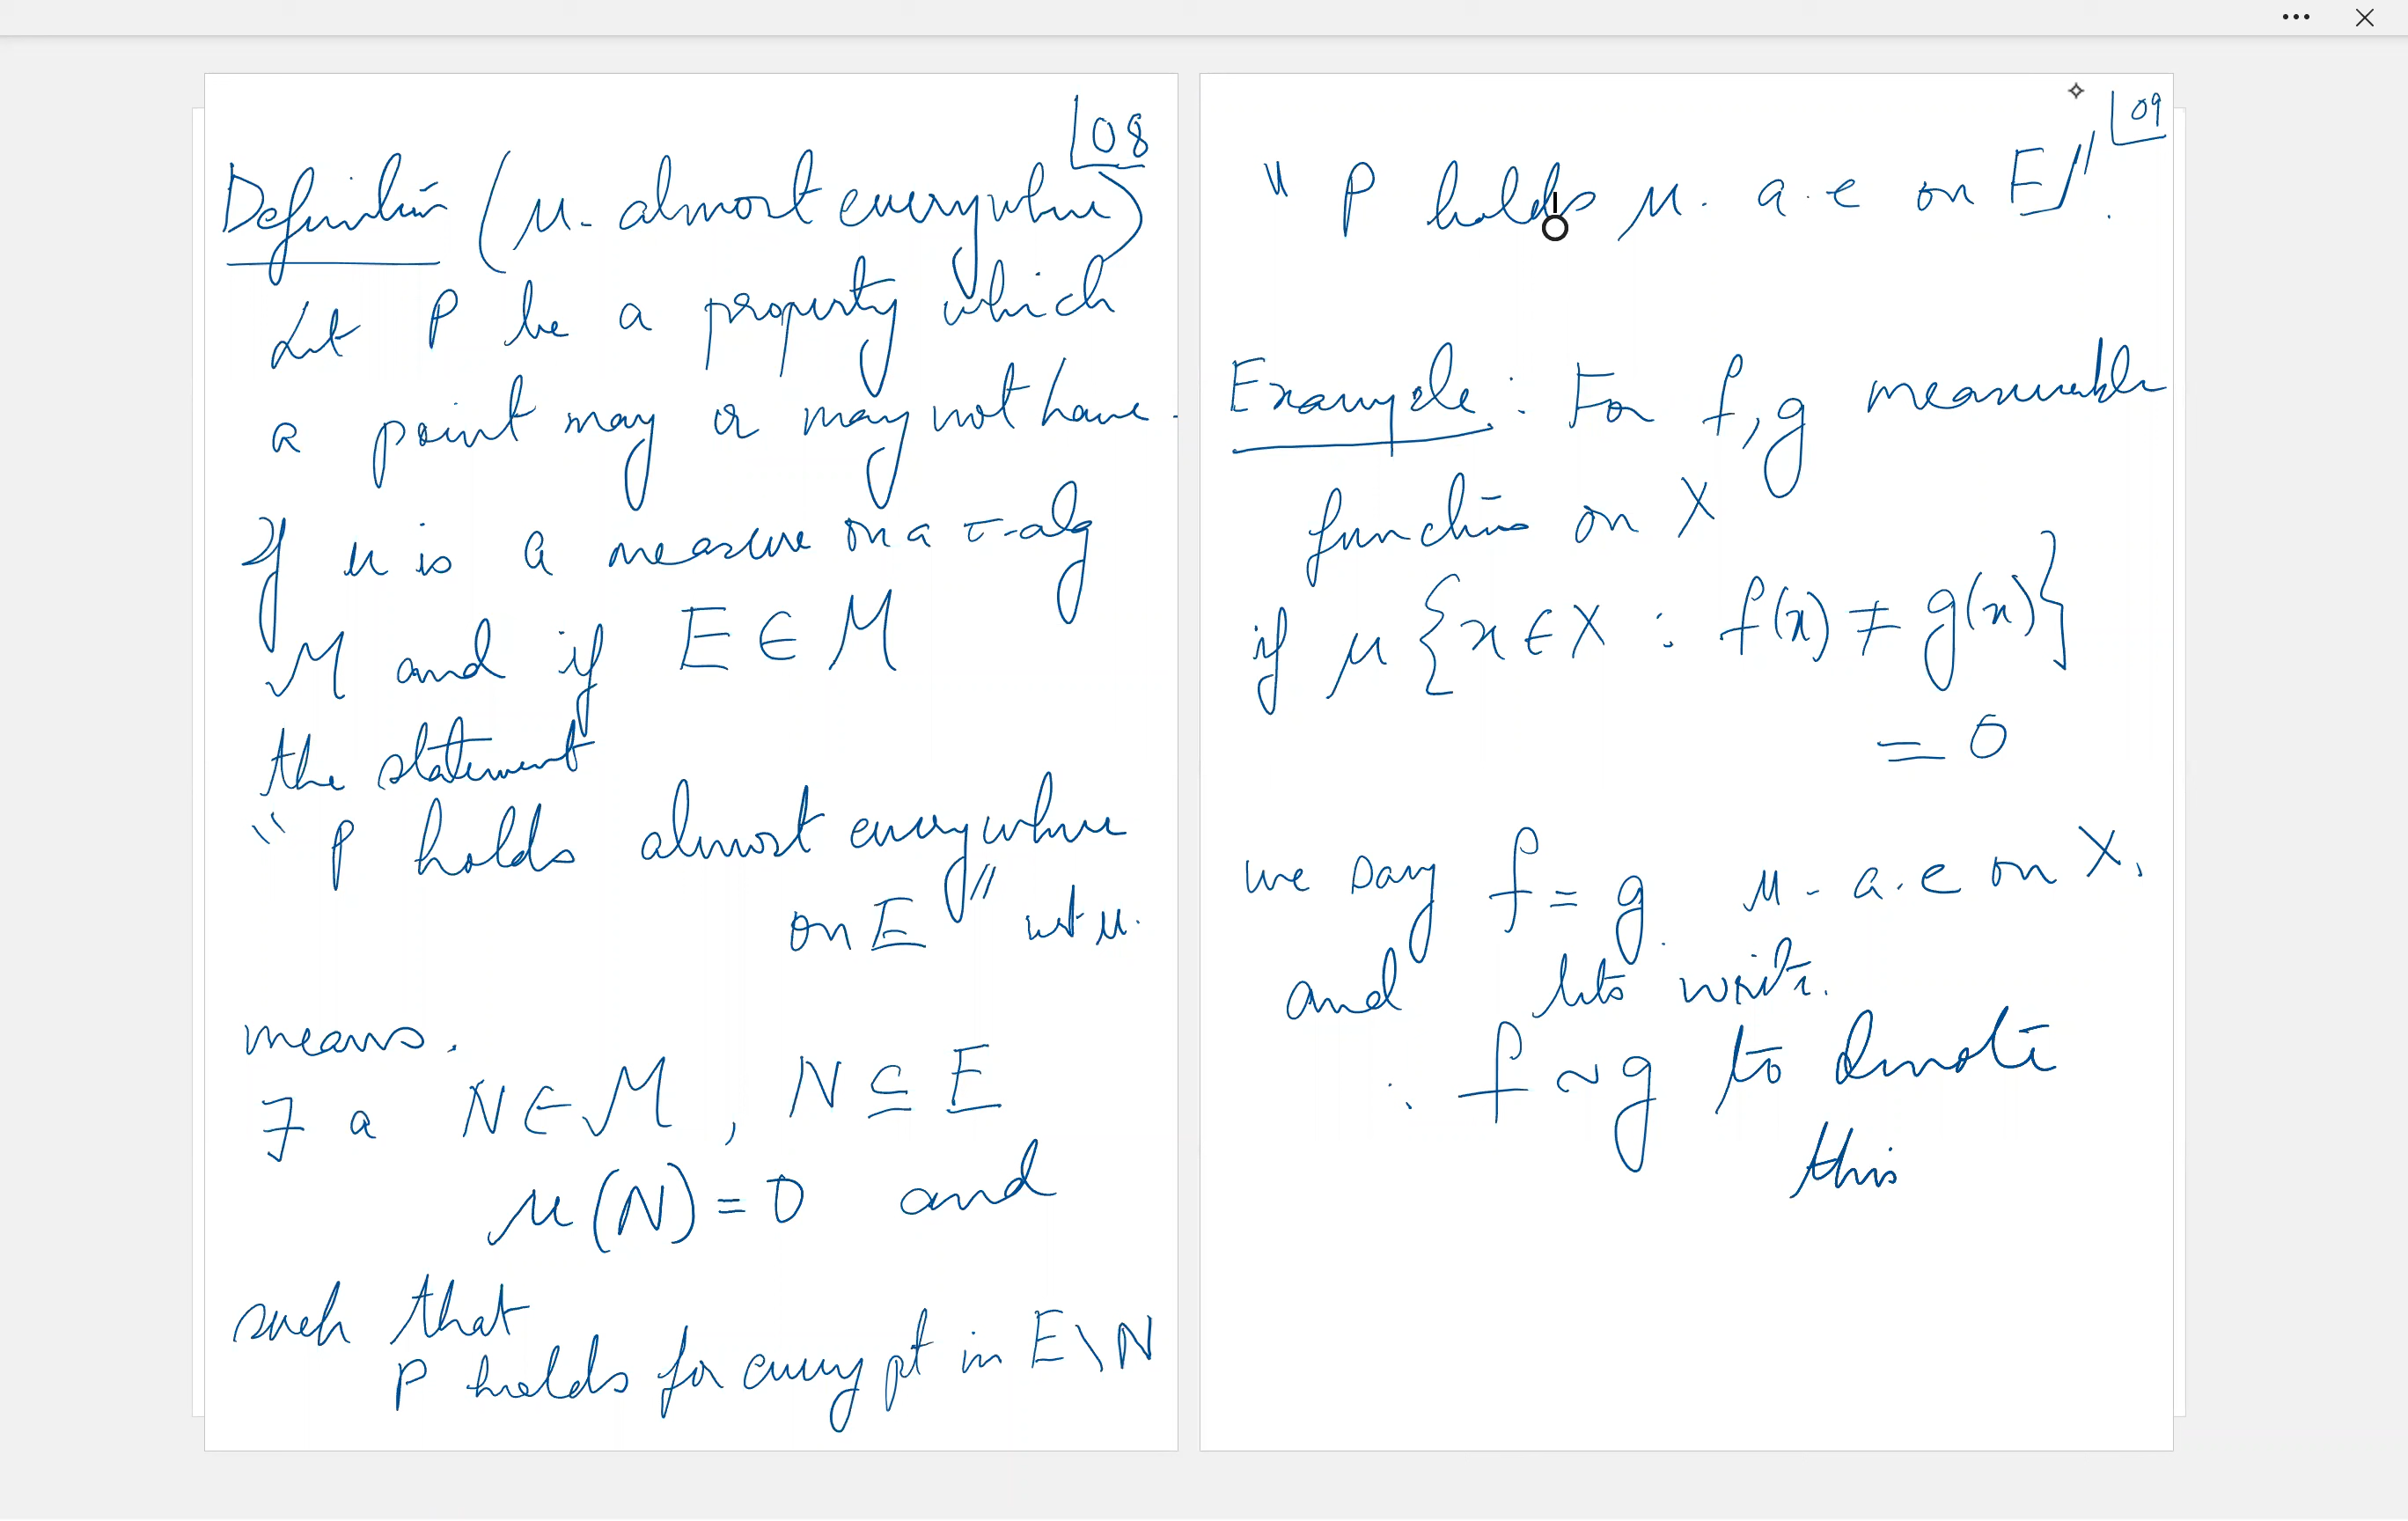 08
Definition (μ-almost everywhere)
Let P be a property which
a point may or may not have.
If μ is a measure on a σ-alg
M and if E ∈ M
the statement
"P holds almost everywhere
on E" wrt μ.
means.
∃ a N ∈ M, N ⊆ E
μ(N) = 0 and
such that
P holds for every pt in E\N
09
"P holds μ. a.e on E".
Example: For f, g measurable
functions on X
if μ{x ∈ X : f(x) ≠ g(x)}
= 0
we say f = g μ-a.e on X,
and lets write.
: f ~ g to denote
this